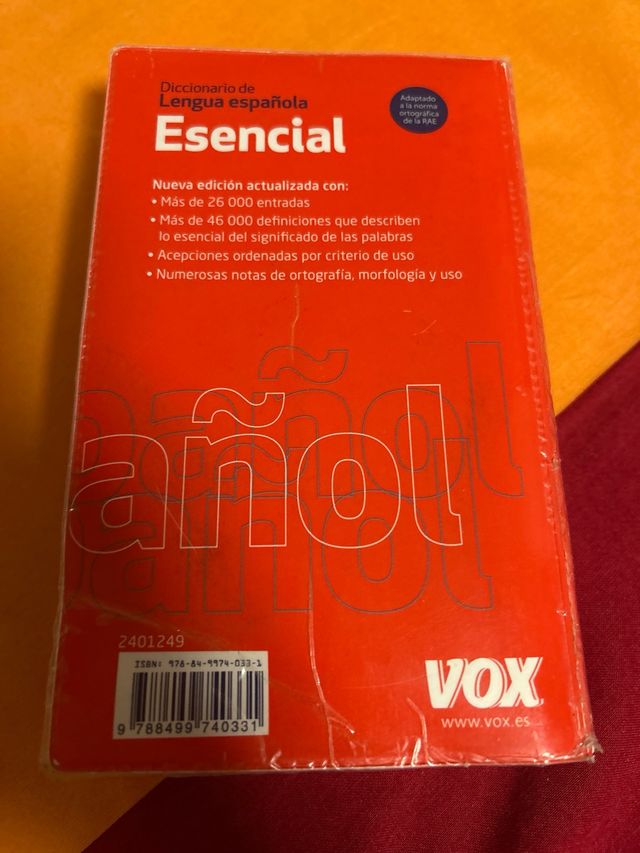 Diccionario de
Lengua española
Esencial
Adaptado
a la norma
ortográfica
de la RAE
Nueva edición actualizada con:
• Más de 26 000 entradas
• Más de 46 000 definiciones que describen
lo esencial del significado de las palabras
• Acepciones ordenadas por criterio de uso
• Numerosas notas de ortografía, morfología y uso
añol
añol
añol
2401249
ISBN: 978-84-9974-033-1
9 788499 740331
VOX
www.vox.es